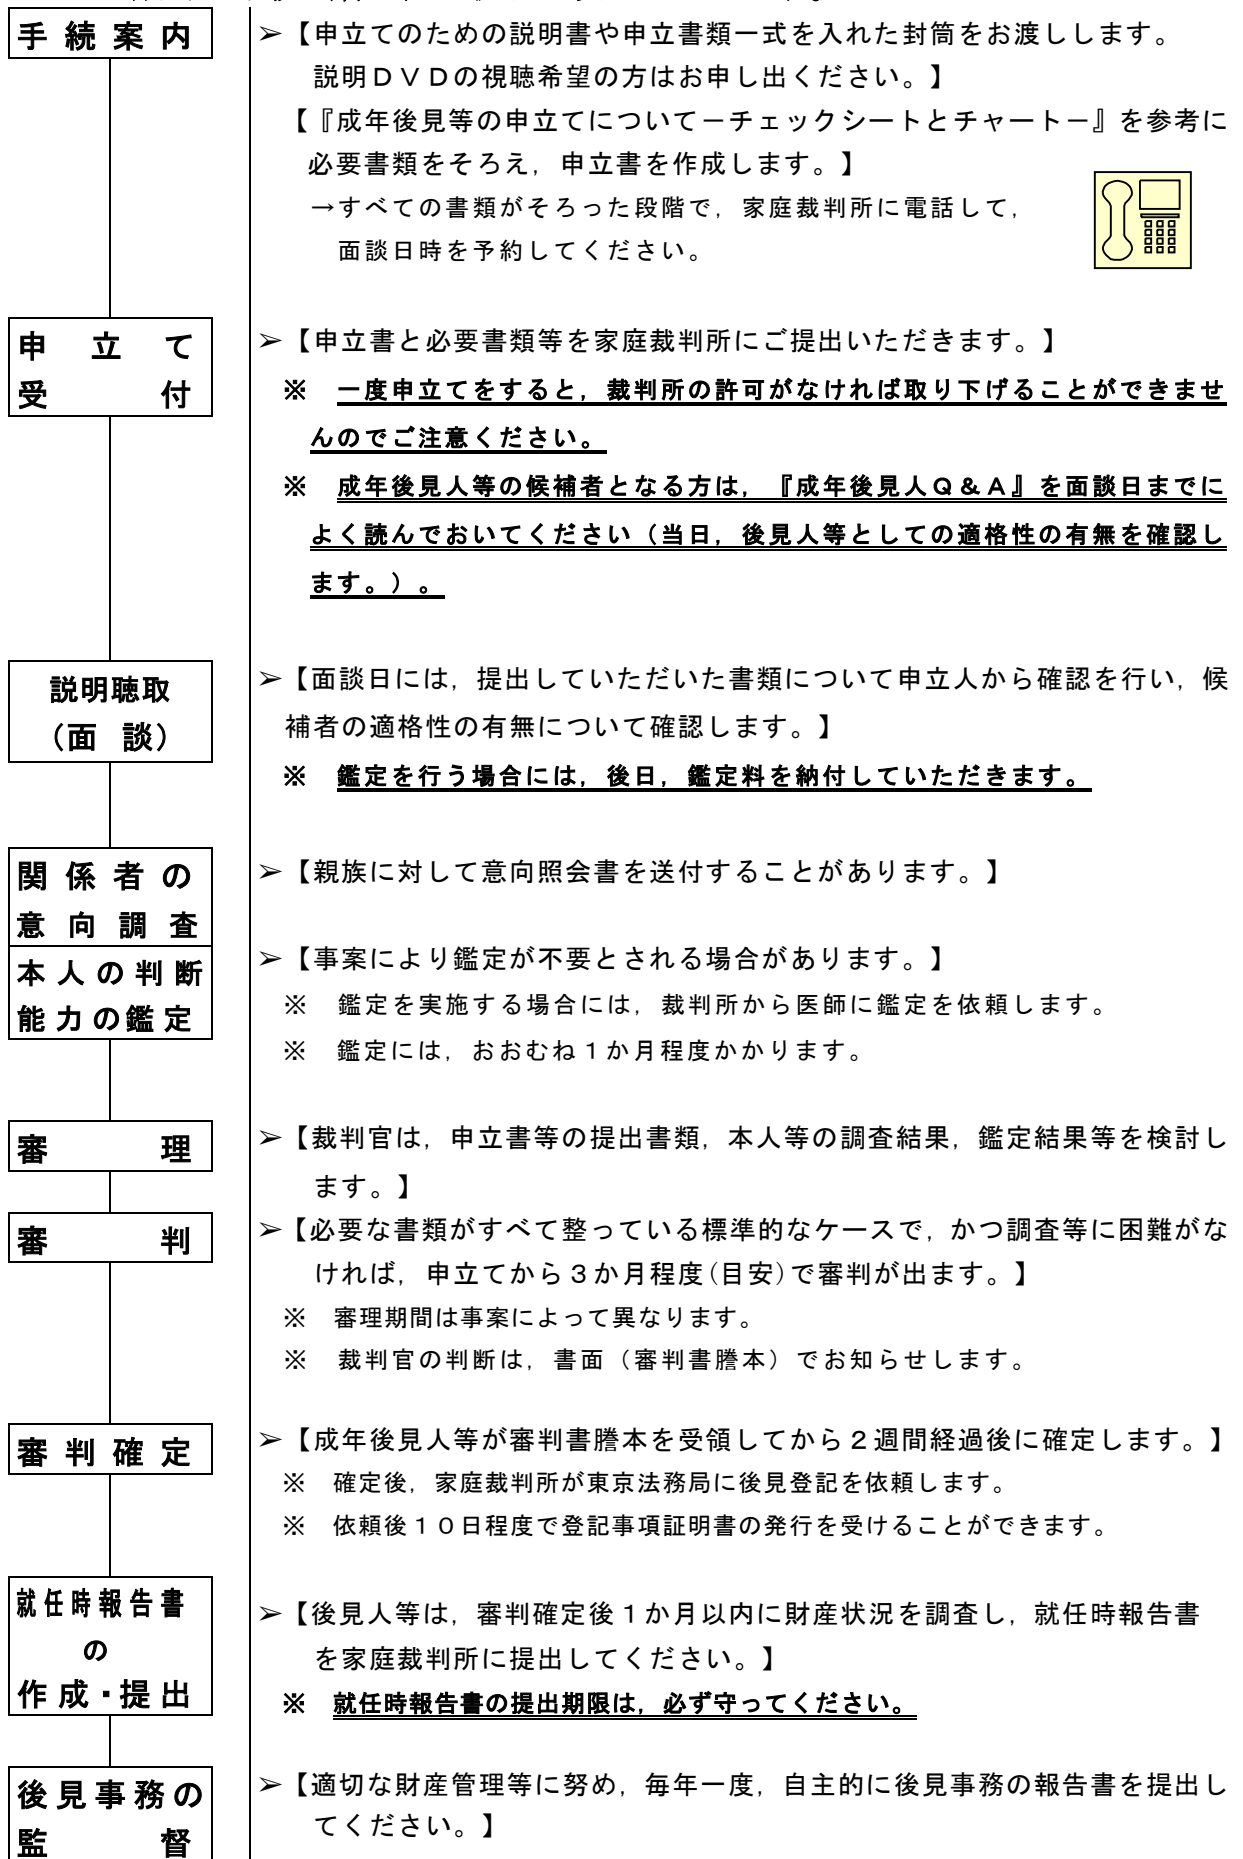 手続案内
➢【申立てのための説明書や申立書類一式を入れた封筒をお渡しします。
説明ＤＶＤの視聴希望の方はお申し出ください。】
【『成年後見等の申立てについて－チェックシートとチャート－』を参考に
必要書類をそろえ，申立書を作成します。】
→すべての書類がそろった段階で，家庭裁判所に電話して，
面談日時を予約してください。
申立て
受付
➢【申立書と必要書類等を家庭裁判所にご提出いただきます。】
※　一度申立てをすると，裁判所の許可がなければ取り下げることができませ
んのでご注意ください。
※　成年後見人等の候補者となる方は，『成年後見人Ｑ＆Ａ』を面談日までに
よく読んでおいてください（当日，後見人等としての適格性の有無を確認し
ます。）。
説明聴取
（面　談）
➢【面談日には，提出していただいた書類について申立人から確認を行い，候
補者の適格性の有無について確認します。】
※　鑑定を行う場合には，後日，鑑定料を納付していただきます。
関係者の
意向調査
➢【親族に対して意向照会書を送付することがあります。】
本人の判断
能力の鑑定
➢【事案により鑑定が不要とされる場合があります。】
※　鑑定を実施する場合には，裁判所から医師に鑑定を依頼します。
※　鑑定には，おおむね１か月程度かかります。
審理
➢【裁判官は，申立書等の提出書類，本人等の調査結果，鑑定結果等を検討し
ます。】
審判
➢【必要な書類がすべて整っている標準的なケースで，かつ調査等に困難がな
ければ，申立てから３か月程度(目安)で審判が出ます。】
※　審理期間は事案によって異なります。
※　裁判官の判断は，書面（審判書謄本）でお知らせします。
審判確定
➢【成年後見人等が審判書謄本を受領してから２週間経過後に確定します。】
※　確定後，家庭裁判所が東京法務局に後見登記を依頼します。
※　依頼後１０日程度で登記事項証明書の発行を受けることができます。
就任時報告書
の
作成・提出
➢【後見人等は，審判確定後１か月以内に財産状況を調査し，就任時報告書
を家庭裁判所に提出してください。】
※　就任時報告書の提出期限は，必ず守ってください。
後見事務の
監督
➢【適切な財産管理等に努め，毎年一度，自主的に後見事務の報告書を提出し
てください。】